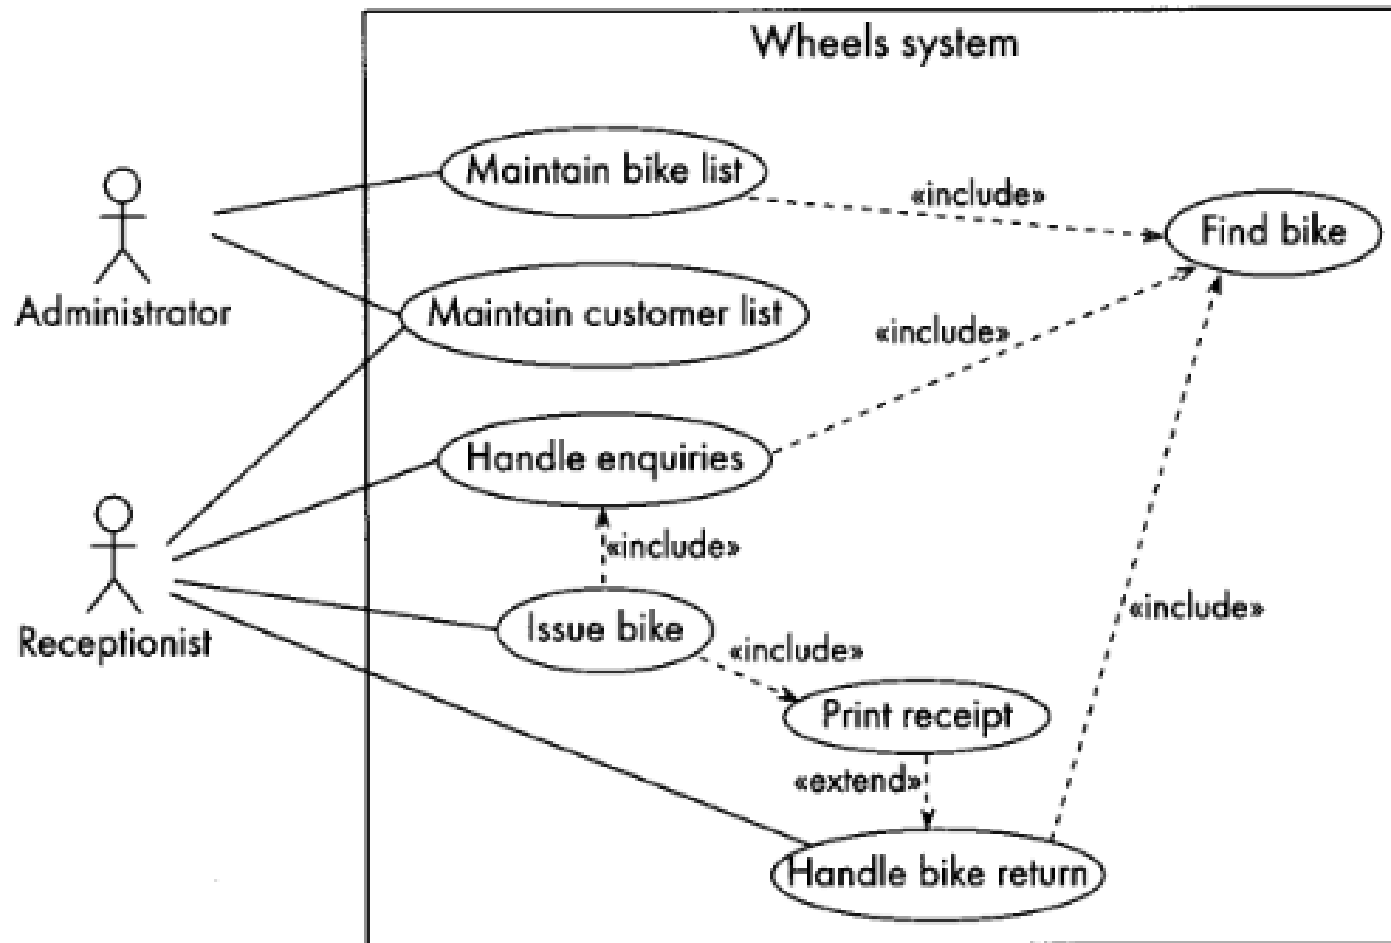 Wheels system
Maintain bike list
«include»
Find bike
Administrator
Maintain customer list
«include»
Handle enquiries
«include»
«include»
Receptionist
Issue bike
«include»
Print receipt
«extend»
Handle bike return